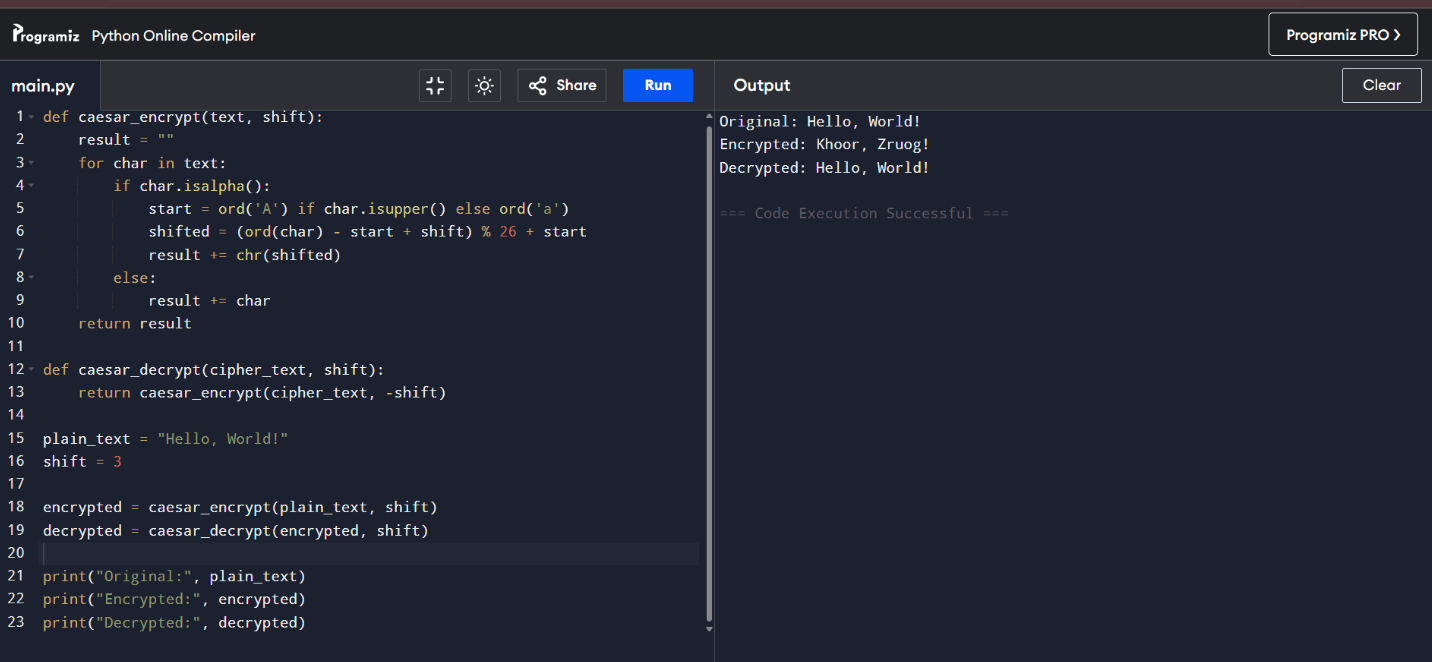 Programiz Python Online Compiler
Programiz PRO
main.py
Share
Run
1 def caesar_encrypt(text, shift):
2     result = ""
3     for char in text:
4         if char.isalpha():
5             start = ord('A') if char.isupper() else ord('a')
6             shifted = (ord(char) - start + shift) % 26 + start
7             result += chr(shifted)
8         else:
9             result += char
10     return result
11
12 def caesar_decrypt(cipher_text, shift):
13     return caesar_encrypt(cipher_text, -shift)
14
15 plain_text = "Hello, World!"
16 shift = 3
17
18 encrypted = caesar_encrypt(plain_text, shift)
19 decrypted = caesar_decrypt(encrypted, shift)
20
21 print("Original:", plain_text)
22 print("Encrypted:", encrypted)
23 print("Decrypted:", decrypted)
Output
Clear
Original: Hello, World!
Encrypted: Khoor, Zruog!
Decrypted: Hello, World!
=== Code Execution Successful ===